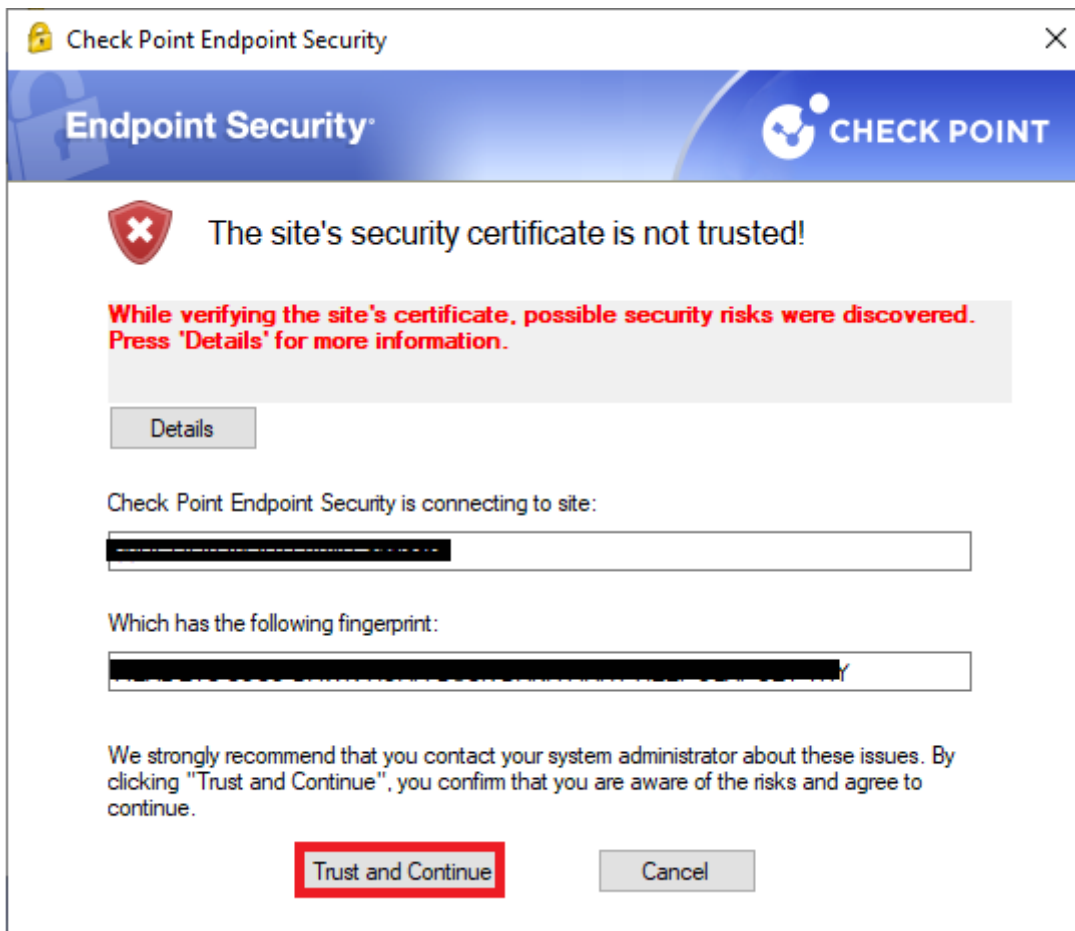 Check Point Endpoint Security
Endpoint Security
CHECK POINT
The site's security certificate is not trusted!
While verifying the site's certificate, possible security risks were discovered.
Press 'Details' for more information.
Details
Check Point Endpoint Security is connecting to site:
Which has the following fingerprint:
We strongly recommend that you contact your system administrator about these issues. By
clicking "Trust and Continue", you confirm that you are aware of the risks and agree to
continue.
Trust and Continue
Cancel